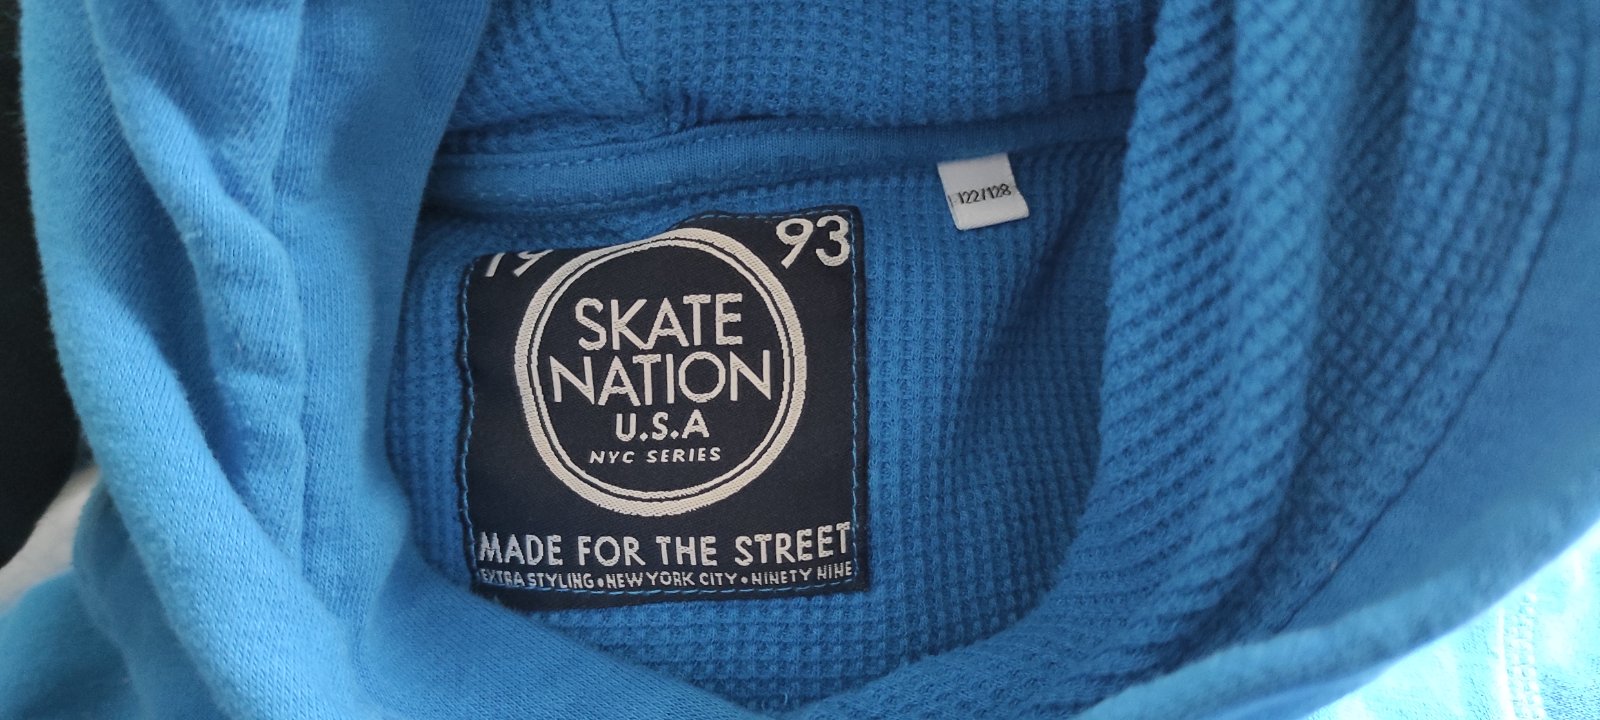 19 93
SKATE
NATION
U.S.A
NYC SERIES
MADE FOR THE STREET
EXTRA STYLING • NEW YORK CITY • NINETY NINE
122/128